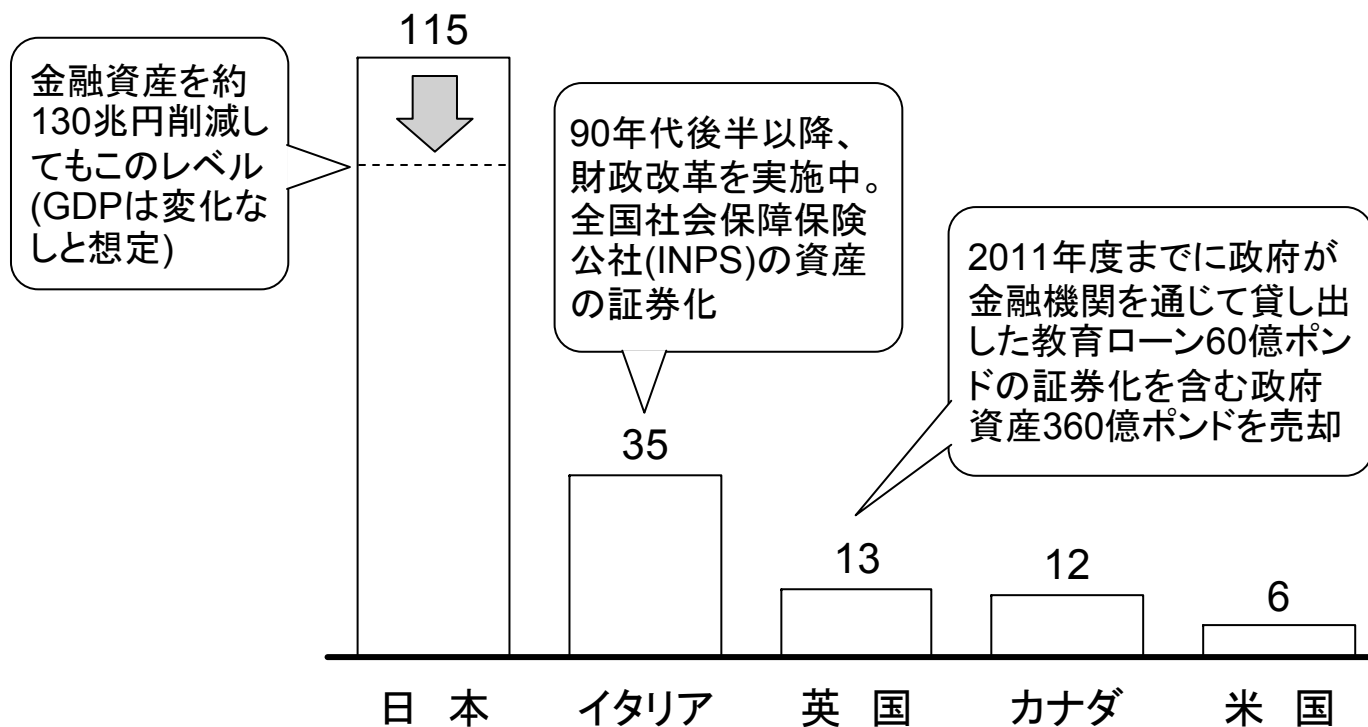 115
金融資産を約
130兆円削減し
てもこのレベル
(GDPは変化な
しと想定)
90年代後半以降、
財政改革を実施中。
全国社会保障保険
公社(INPS)の資産
の証券化
2011年度までに政府が
金融機関を通じて貸し出
した教育ローン60億ポン
ドの証券化を含む政府
資産360億ポンドを売却
35
13
12
6
日 本
イタリア
英 国
カナダ
米 国